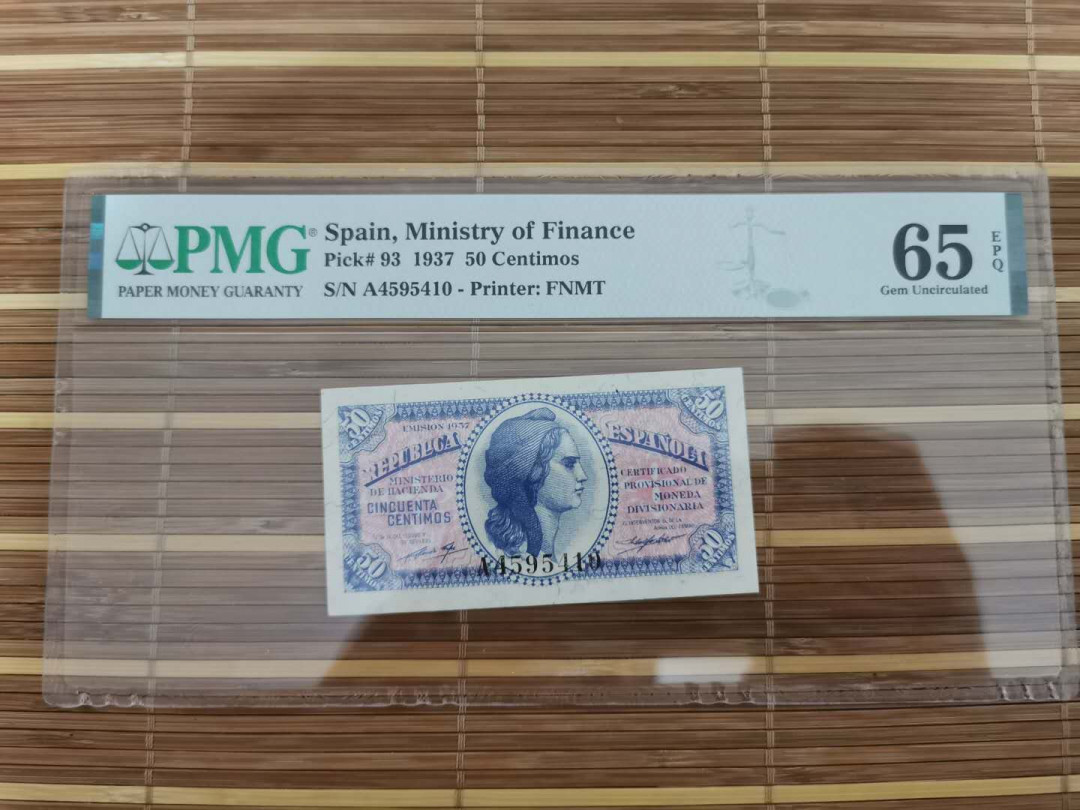 PMG®
PAPER MONEY GUARANTY
Spain, Ministry of Finance
Pick# 93 1937 50 Centimos
S/N A4595410 - Printer: FNMT
65
EPQ
Gem Uncirculated
50
50
EMISION 1937
REPUBLICA
ESPAÑOLA
MINISTERIO
DE HACIENDA
CINCUENTA
CENTIMOS
CERTIFICADO
PROVISIONAL DE
MONEDA
DIVISIONARIA
A4595410
50
50